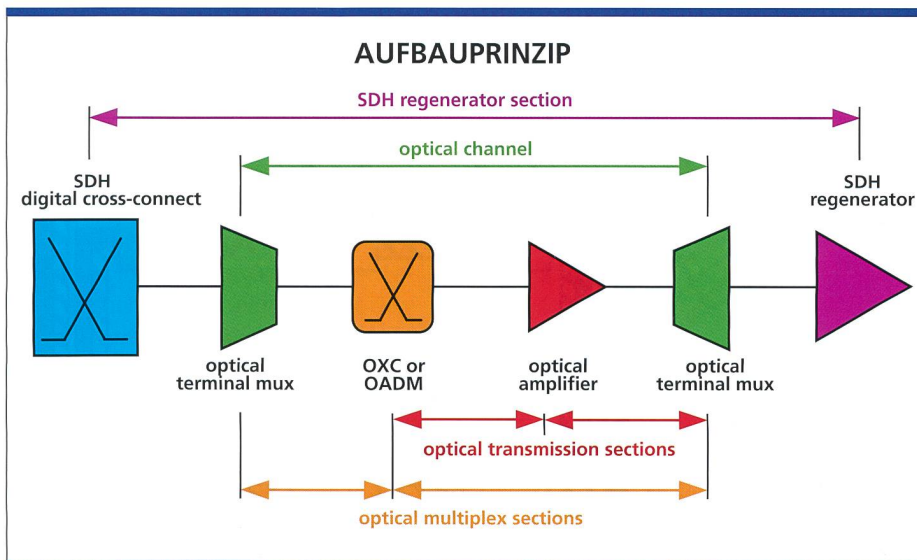 AUFBAUPRINZIP
SDH regenerator section
optical channel
SDH
digital cross-connect
SDH
regenerator
optical
terminal mux
OXC or
OADM
optical
amplifier
optical
terminal mux
optical transmission sections
optical multiplex sections